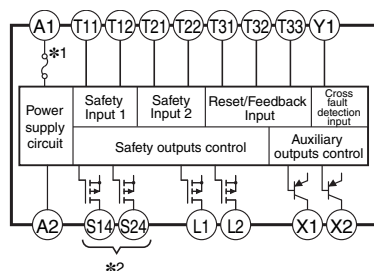 A1 T11 T12 T21 T22 T31 T32 T33 Y1
*1
Power
supply
circuit
Safety
Input 1
Safety
Input 2
Reset/Feedback
Input
Cross
fault
detection
input
Safety outputs control
Auxiliary
outputs control
A2 S14 S24 L1 L2 X1 X2
*2